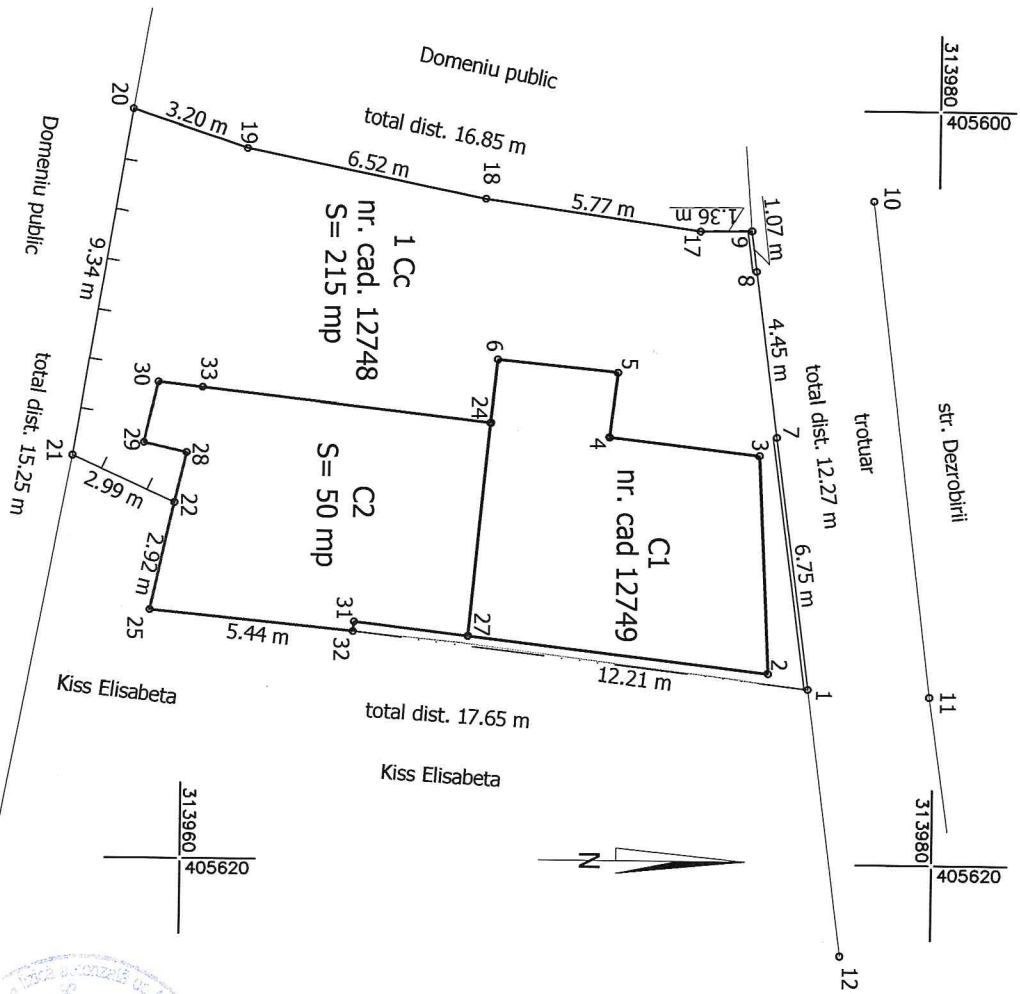 313980
405600
10
str. Dezrobirii
11
313980
405620
12
trotuar
total dist. 12.27 m
1.07 m
9
8
4.45 m
7
6.75 m
1
1.36 m
17
5.77 m
18
6.52 m
19
3.20 m
20
Domeniu public
total dist. 16.85 m
3
2
C1
nr. cad 12749
4
5
6
24
27
12.21 m
1 Cc
nr. cad. 12748
S= 215 mp
C2
S= 50 mp
33
30
29
28
22
31
32
25
2.92 m
5.44 m
2.99 m
21
9.34 m
Domeniu public
total dist. 15.25 m
Kiss Elisabeta
total dist. 17.65 m
Kiss Elisabeta
313960
405620
N